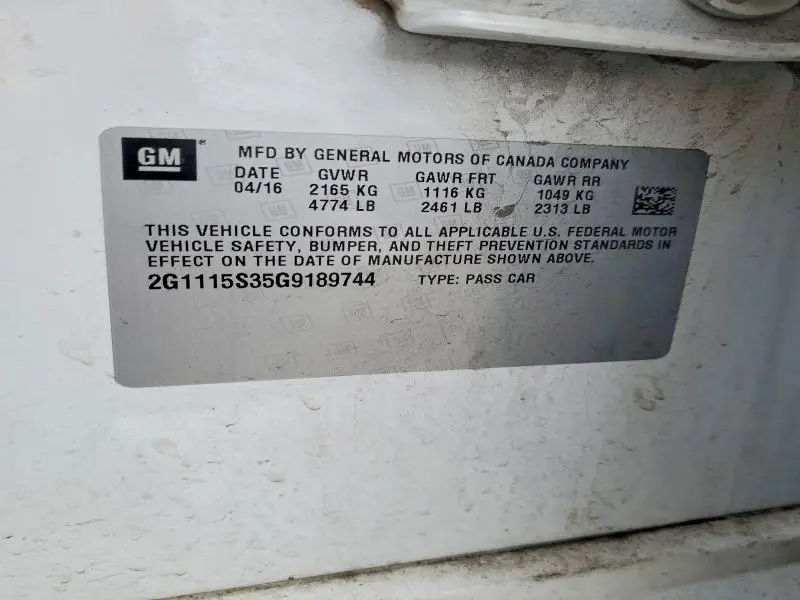 GM
MFD BY GENERAL MOTORS OF CANADA COMPANY
DATE GVWR GAWR FRT GAWR RR
04/16 2165 KG 1116 KG 1049 KG
4774 LB 2461 LB 2313 LB
THIS VEHICLE CONFORMS TO ALL APPLICABLE U.S. FEDERAL MOTOR
VEHICLE SAFETY, BUMPER, AND THEFT PREVENTION STANDARDS IN
EFFECT ON THE DATE OF MANUFACTURE SHOWN ABOVE.
2G1115S35G9189744 TYPE: PASS CAR